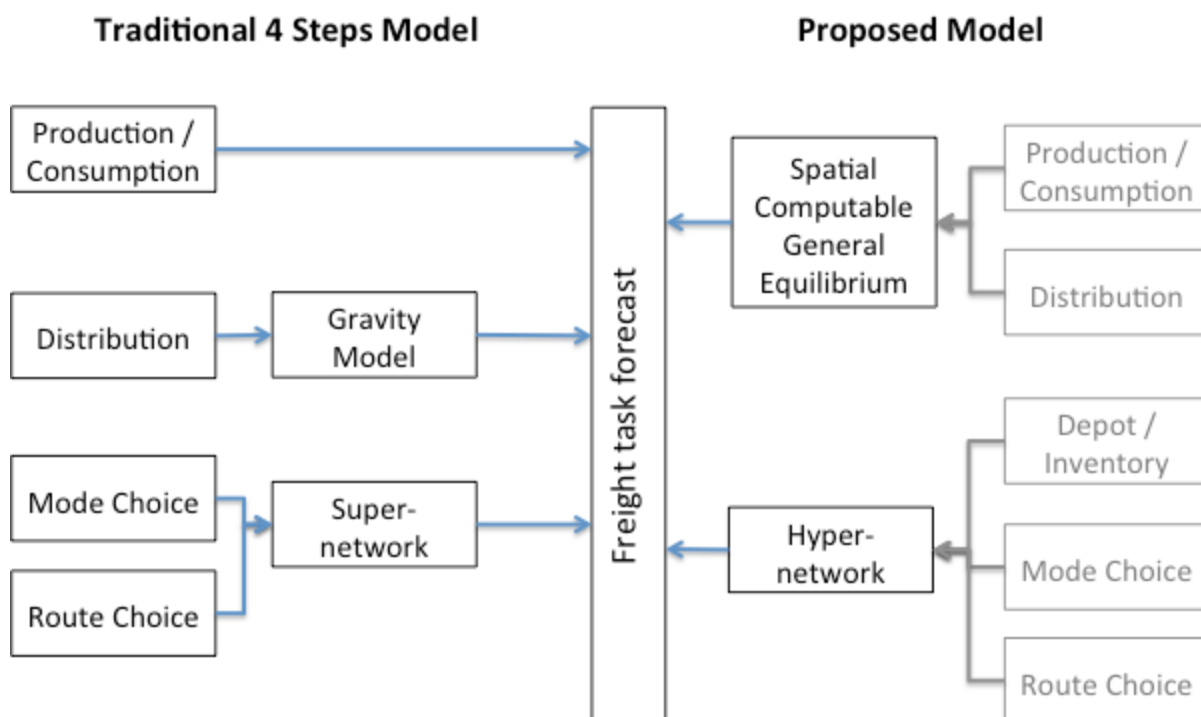 Traditional 4 Steps Model
Proposed Model
Production /
Consumption
Distribution
Gravity
Model
Mode Choice
Route Choice
Super-
network
Freight task forecast
Spatial
Computable
General
Equilibrium
Production /
Consumption
Distribution
Hyper-
network
Depot /
Inventory
Mode Choice
Route Choice